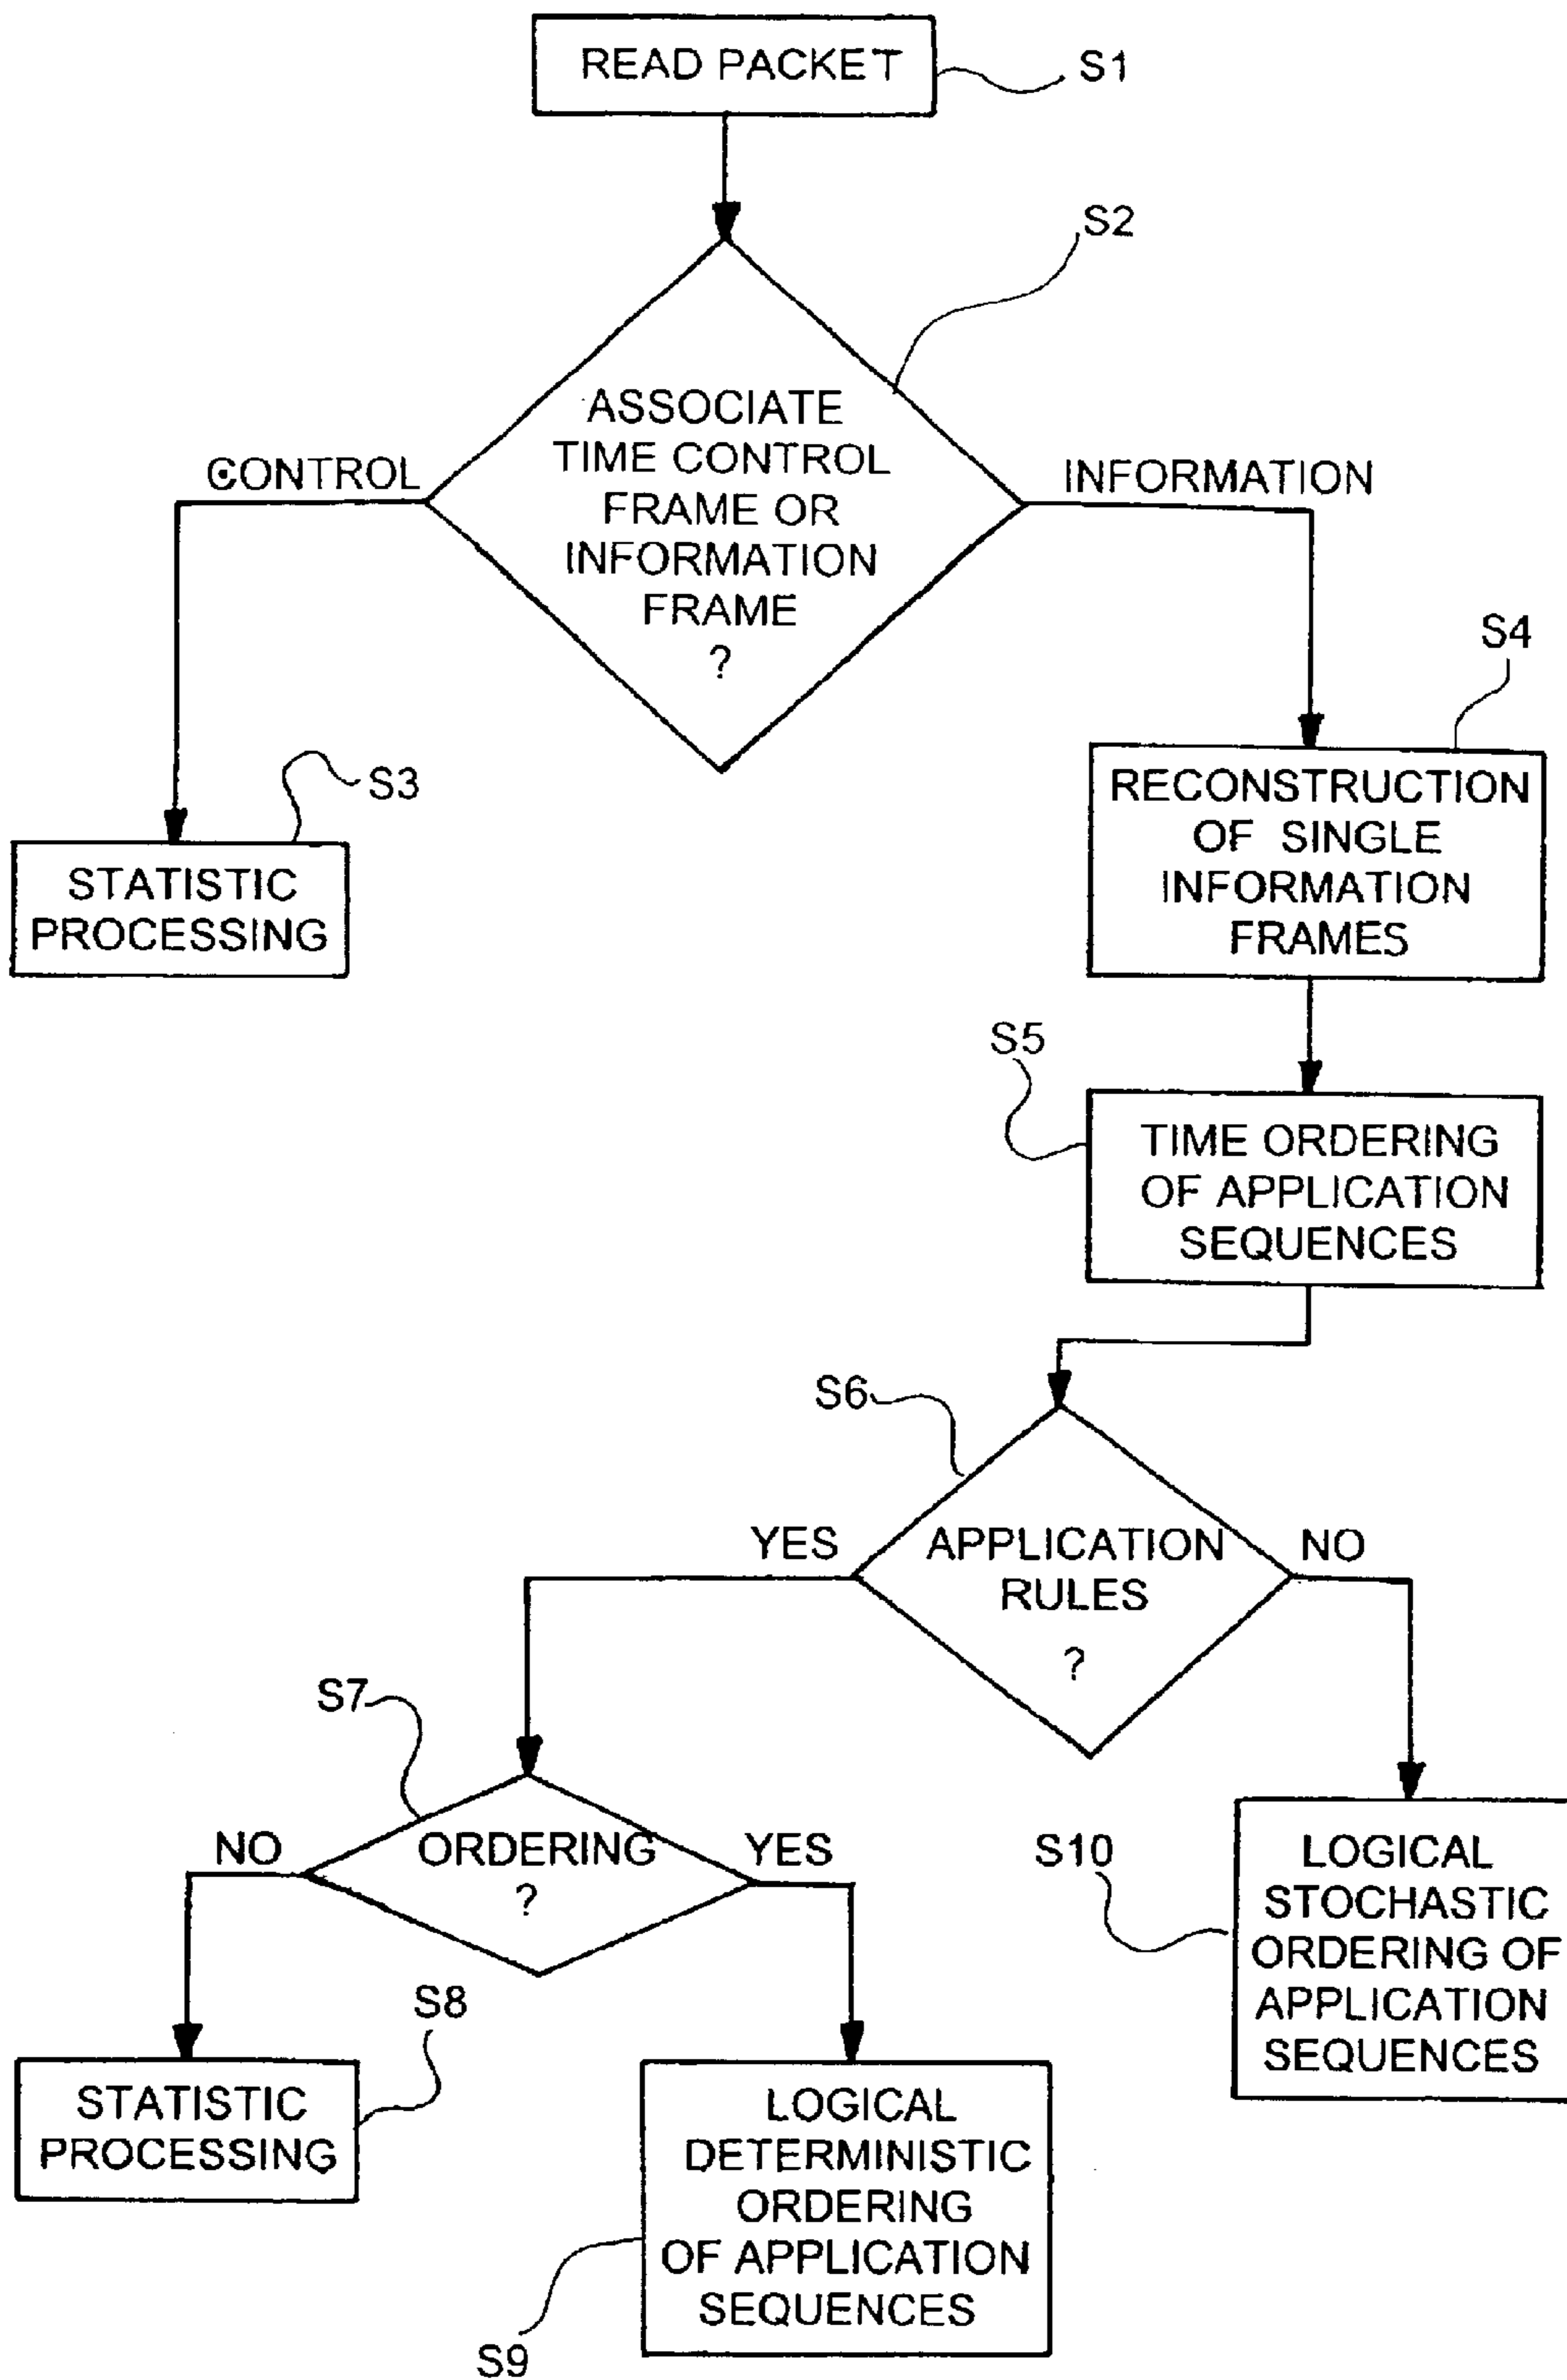 READ PACKET
S1
S2
ASSOCIATE
TIME CONTROL
FRAME OR
INFORMATION
FRAME
?
CONTROL
INFORMATION
S3
STATISTIC
PROCESSING
S4
RECONSTRUCTION
OF SINGLE
INFORMATION
FRAMES
S5
TIME ORDERING
OF APPLICATION
SEQUENCES
S6
YES
APPLICATION
RULES
?
NO
S7
NO
ORDERING
?
YES
S8
STATISTIC
PROCESSING
LOGICAL
DETERMINISTIC
ORDERING
OF APPLICATION
SEQUENCES
S9
S10
LOGICAL
STOCHASTIC
ORDERING OF
APPLICATION
SEQUENCES